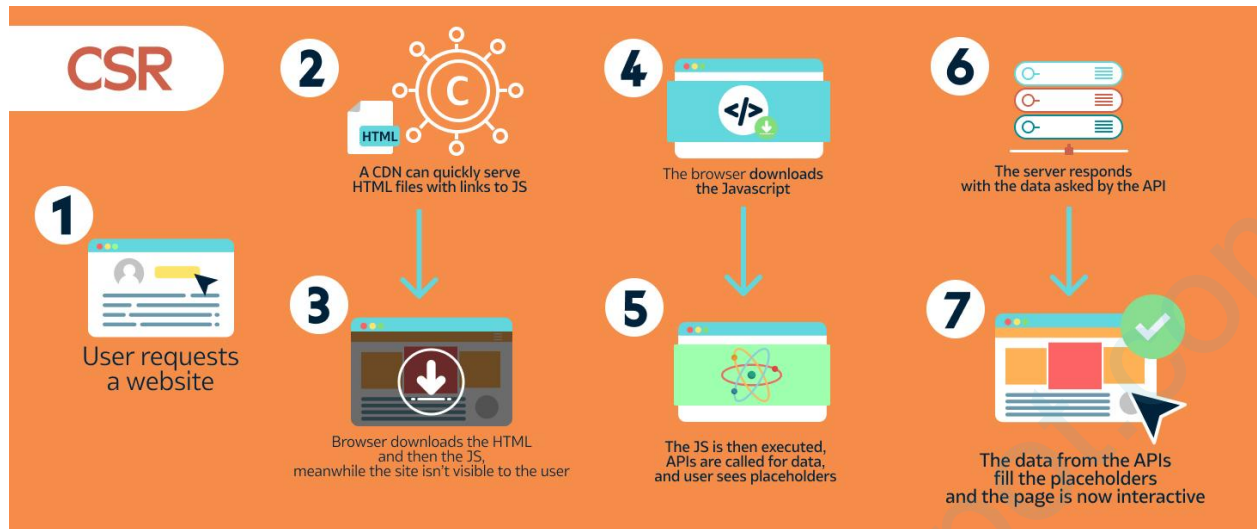 CSR
1
User requests
a website
2
C
HTML
A CDN can quickly serve
HTML files with links to JS
3
Browser downloads the HTML
and then the JS,
meanwhile the site isn't visible to the user
4
</>
The browser downloads
the Javascript
5
The JS is then executed,
APIs are called for data,
and user sees placeholders
6
The server responds
with the data asked by the API
7
The data from the APIs
fill the placeholders
and the page is now interactive